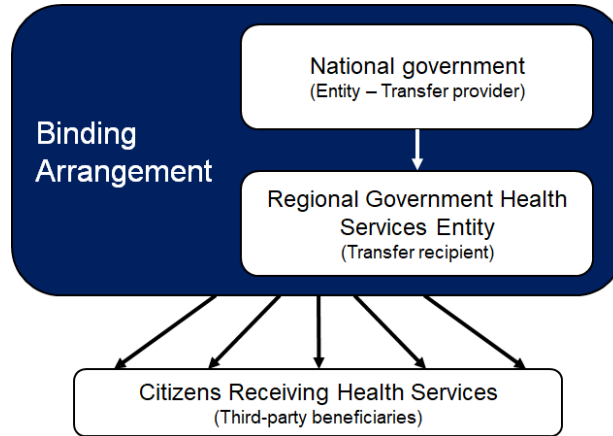 National government
(Entity – Transfer provider)
Binding
Arrangement
Regional Government Health
Services Entity
(Transfer recipient)
Citizens Receiving Health Services
(Third-party beneficiaries)